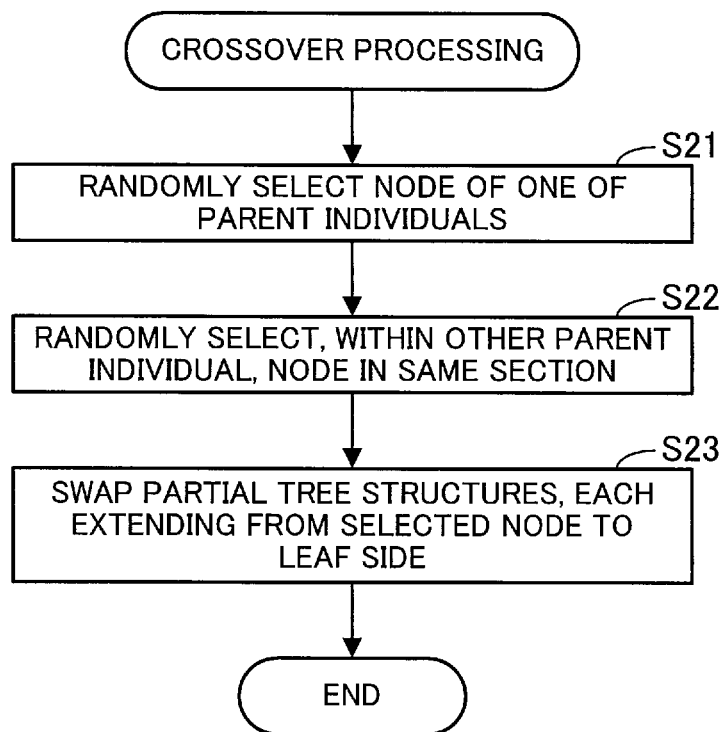 CROSSOVER PROCESSING
S21
RANDOMLY SELECT NODE OF ONE OF
PARENT INDIVIDUALS
S22
RANDOMLY SELECT, WITHIN OTHER PARENT
INDIVIDUAL, NODE IN SAME SECTION
S23
SWAP PARTIAL TREE STRUCTURES, EACH
EXTENDING FROM SELECTED NODE TO
LEAF SIDE
END